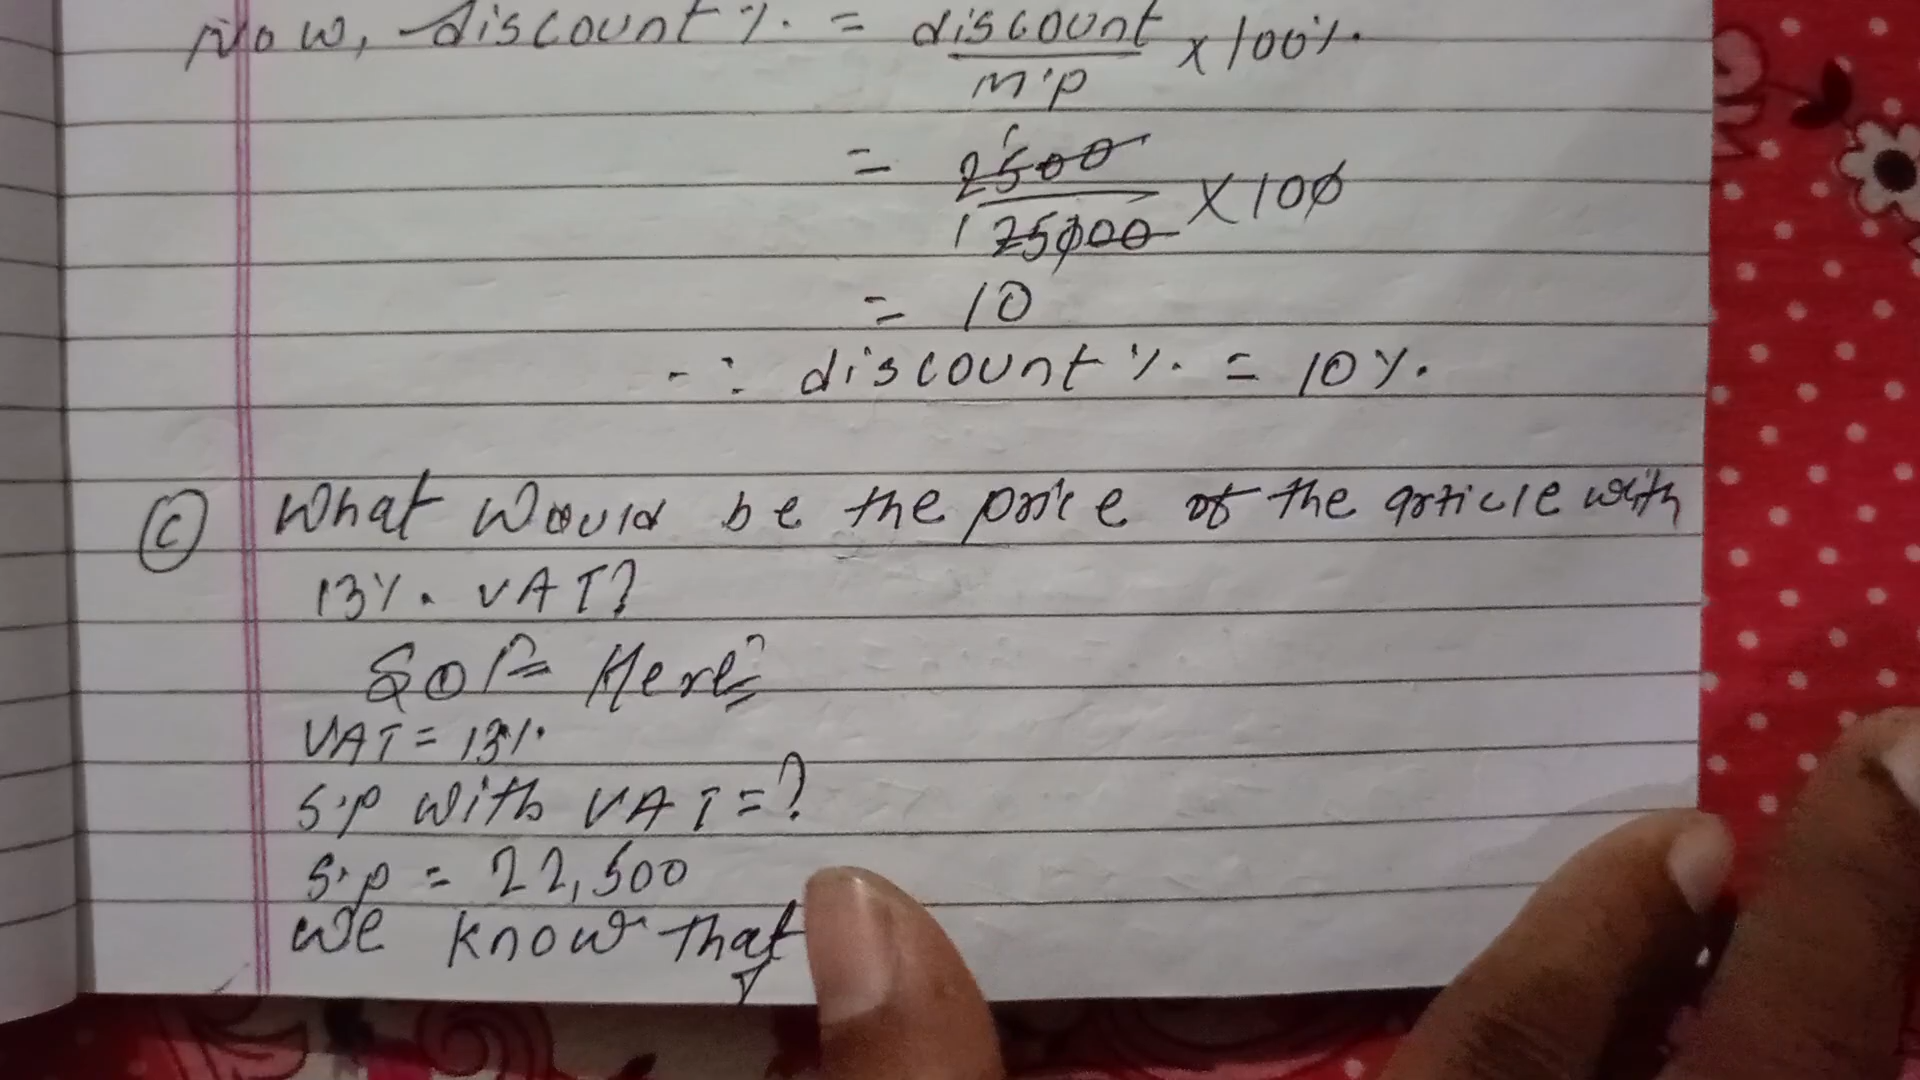 Now, discount %. = discount × 100%.
m.p
= 2500
125000 × 100
= 10
∴ discount %. = 10%.
(c) What would be the price of the article with
13%. VAT?
Soln Here,
VAT = 13%.
S.p with VAT = ?
S.p = 22,500
We know that,